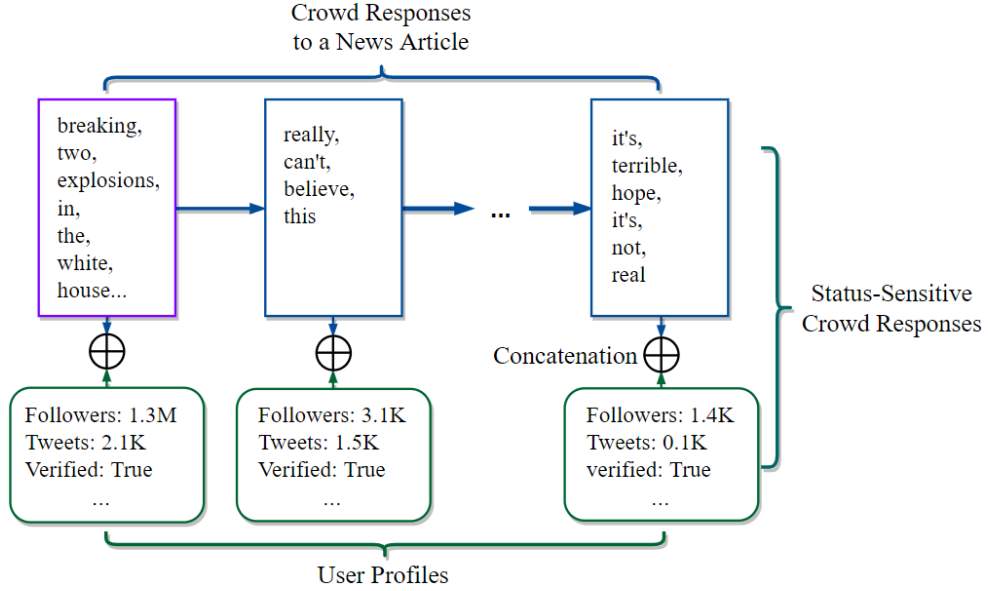 Crowd Responses
to a News Article
breaking,
two,
explosions,
in,
the,
white,
house...
really,
can't,
believe,
this
...
it's,
terrible,
hope,
it's,
not,
real
Status-Sensitive
Crowd Responses
Concatenation
Followers: 1.3M
Tweets: 2.1K
Verified: True
...
Followers: 3.1K
Tweets: 1.5K
Verified: True
...
Followers: 1.4K
Tweets: 0.1K
verified: True
...
User Profiles